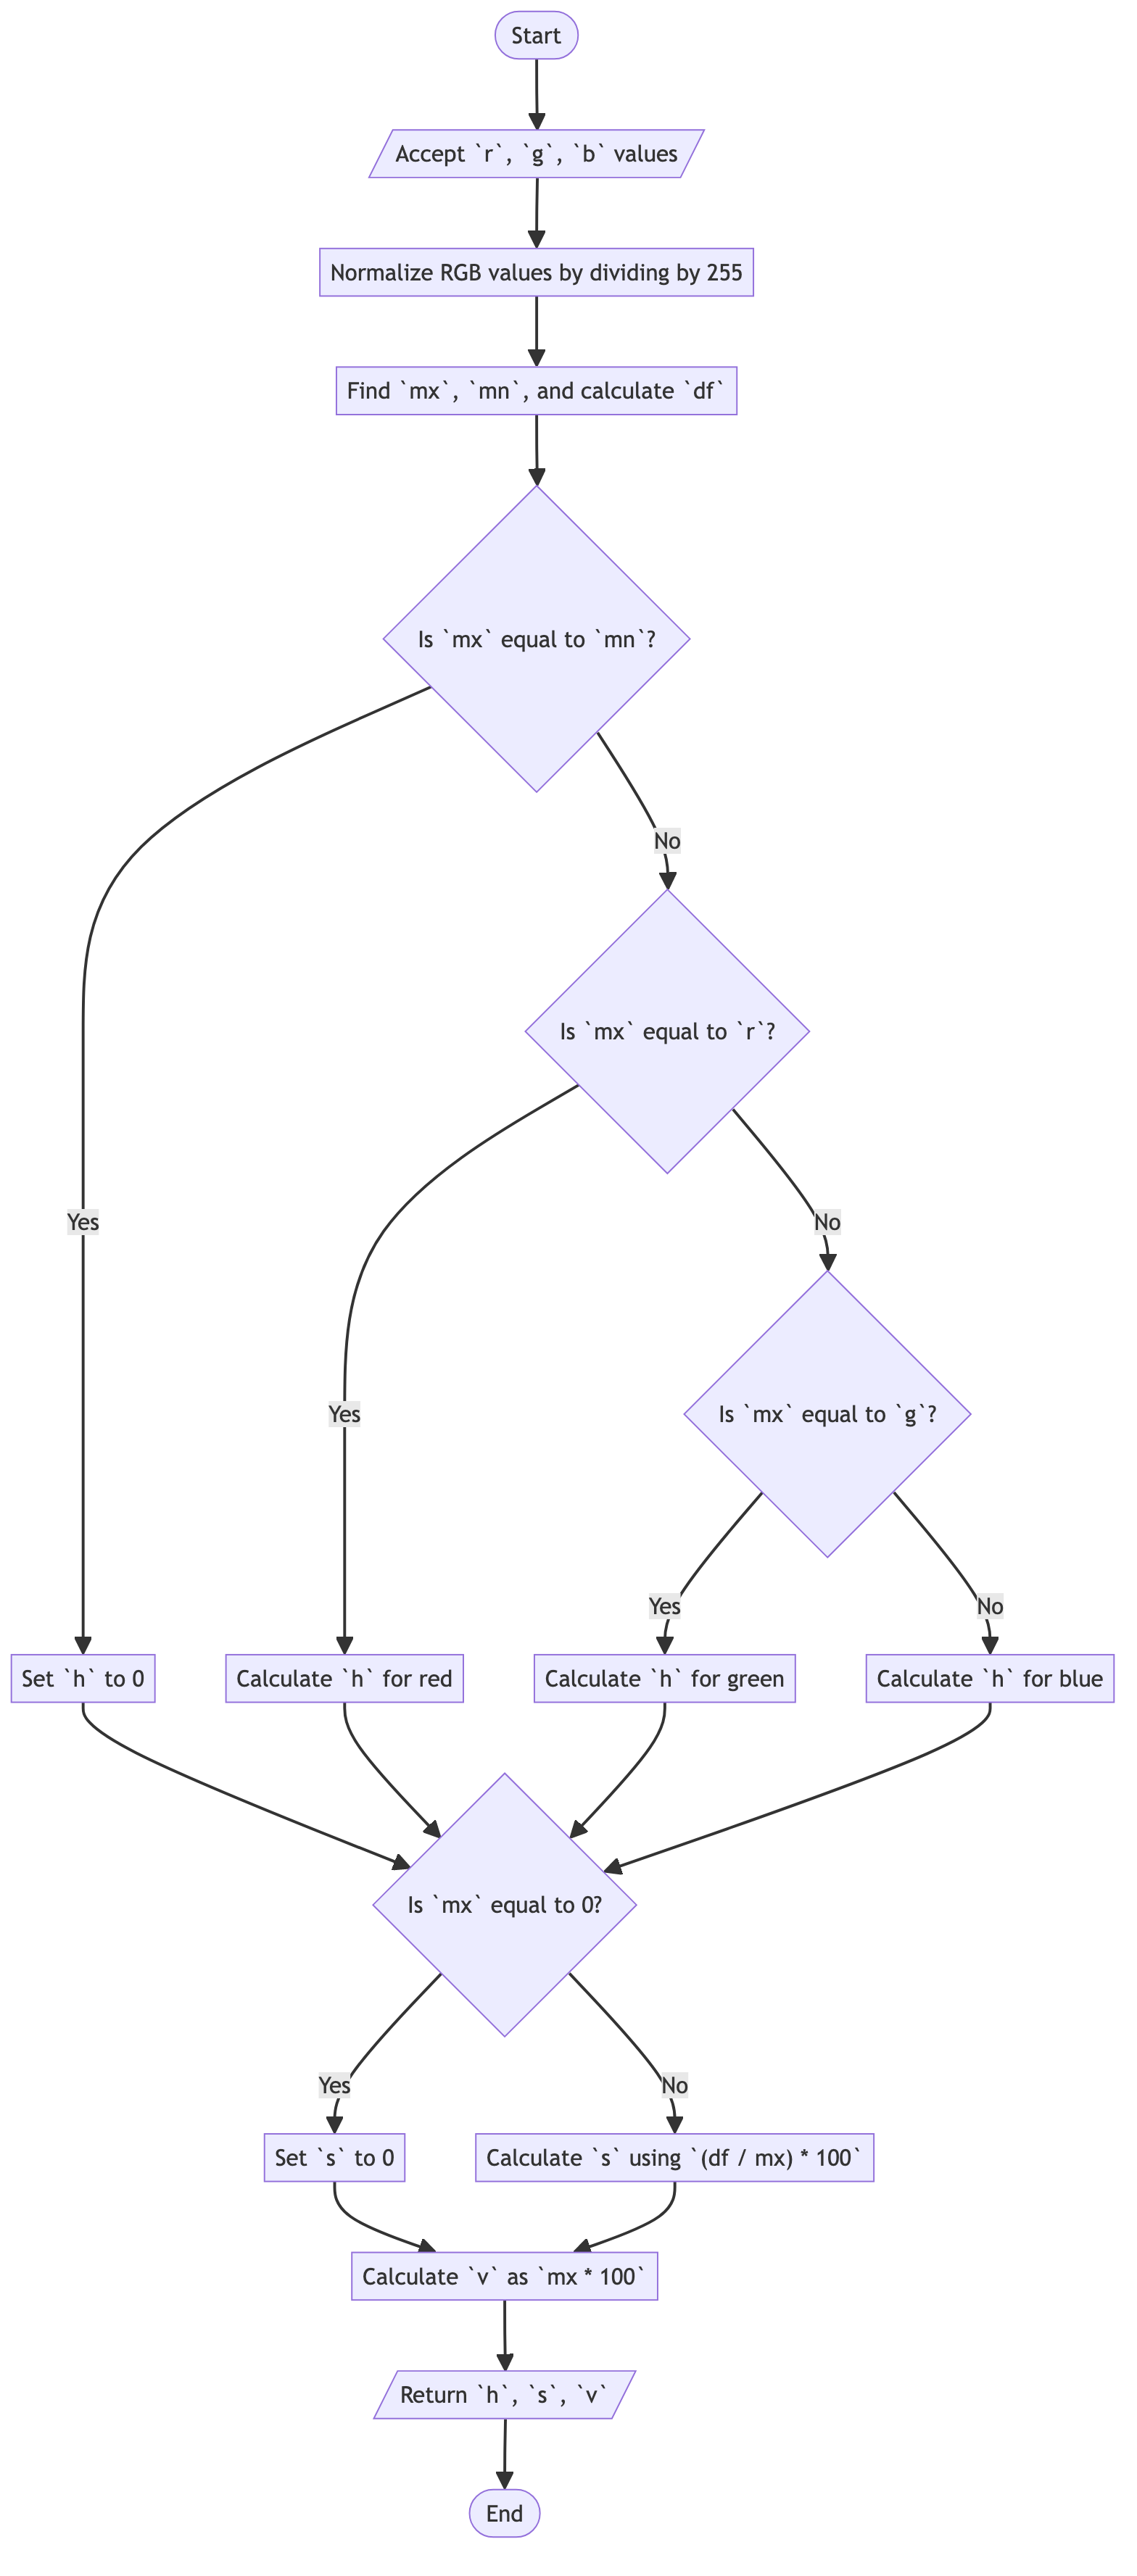 Start
Accept `r`, `g`, `b` values
Normalize RGB values by dividing by 255
Find `mx`, `mn`, and calculate `df`
Is `mx` equal to `mn`?
No
Is `mx` equal to `r`?
Yes
No
Yes
Is `mx` equal to `g`?
Yes
No
Set `h` to 0
Calculate `h` for red
Calculate `h` for green
Calculate `h` for blue
Is `mx` equal to 0?
Yes
No
Set `s` to 0
Calculate `s` using `(df / mx) * 100`
Calculate `v` as `mx * 100`
Return `h`, `s`, `v`
End